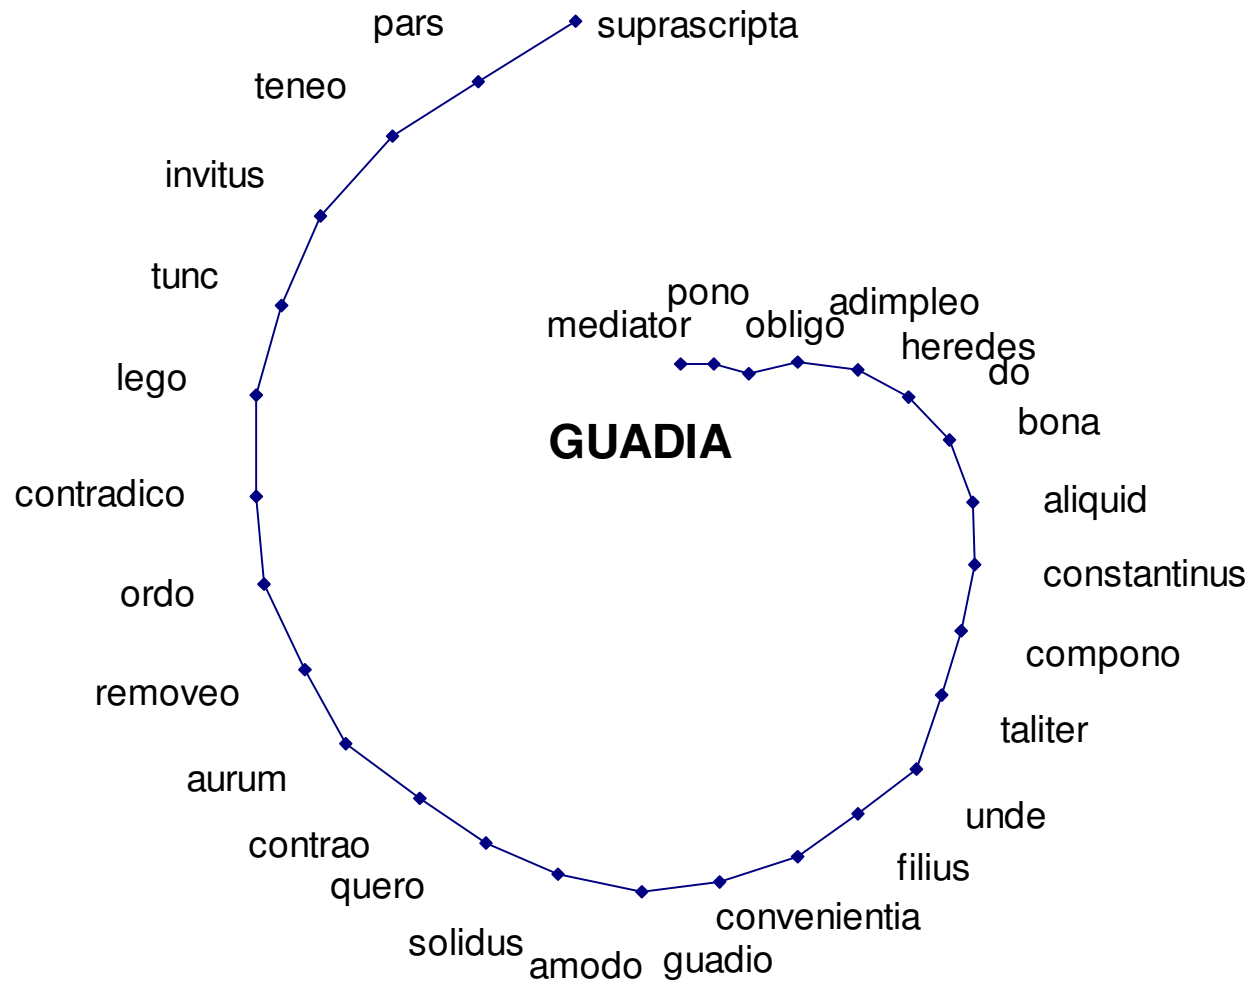 pars
suprascripta
teneo
invitus
tunc
lego
contradico
ordo
removeo
aurum
contrao
quero
solidus
amodo
guadio
convenientia
filius
unde
taliter
compono
constantinus
aliquid
bona
do
heredes
adimpleo
obligo
pono
mediator
GUADIA